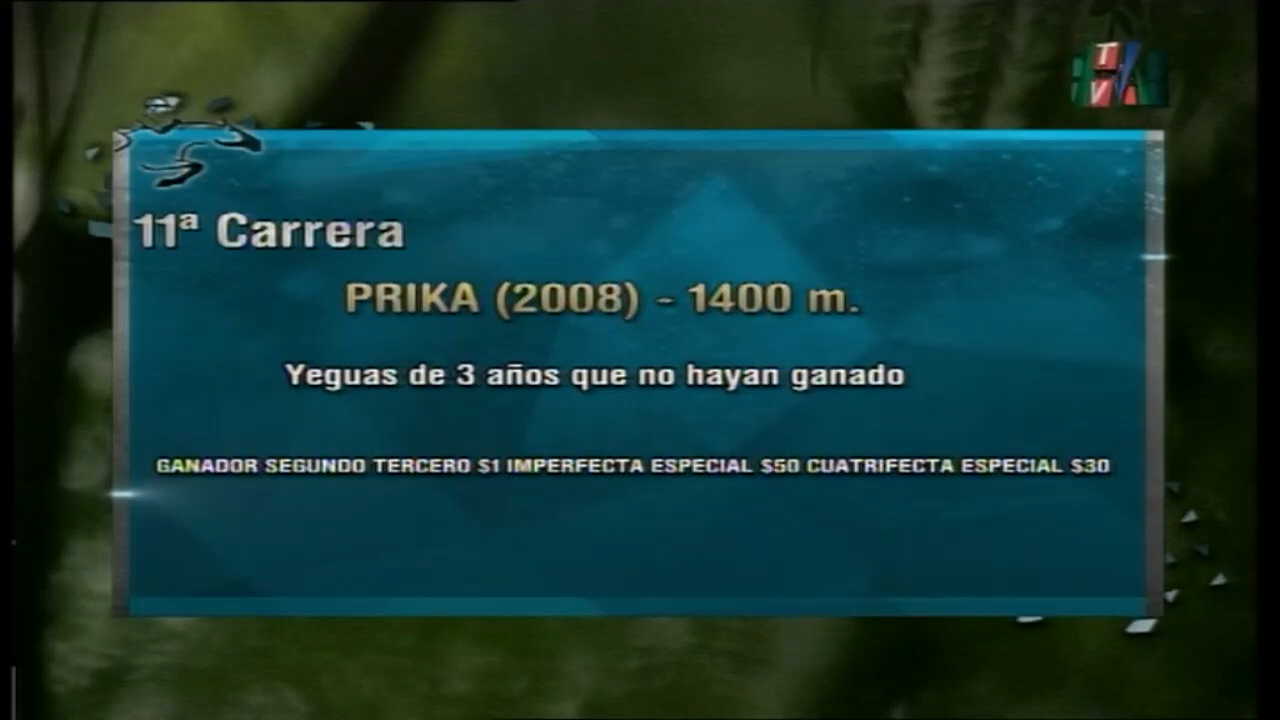 TV
11ª Carrera
PRIKA (2008) - 1400 m.
Yeguas de 3 años que no hayan ganado
GANADOR SEGUNDO TERCERO $1 IMPERFECTA ESPECIAL $50 CUATRIFECTA ESPECIAL $30